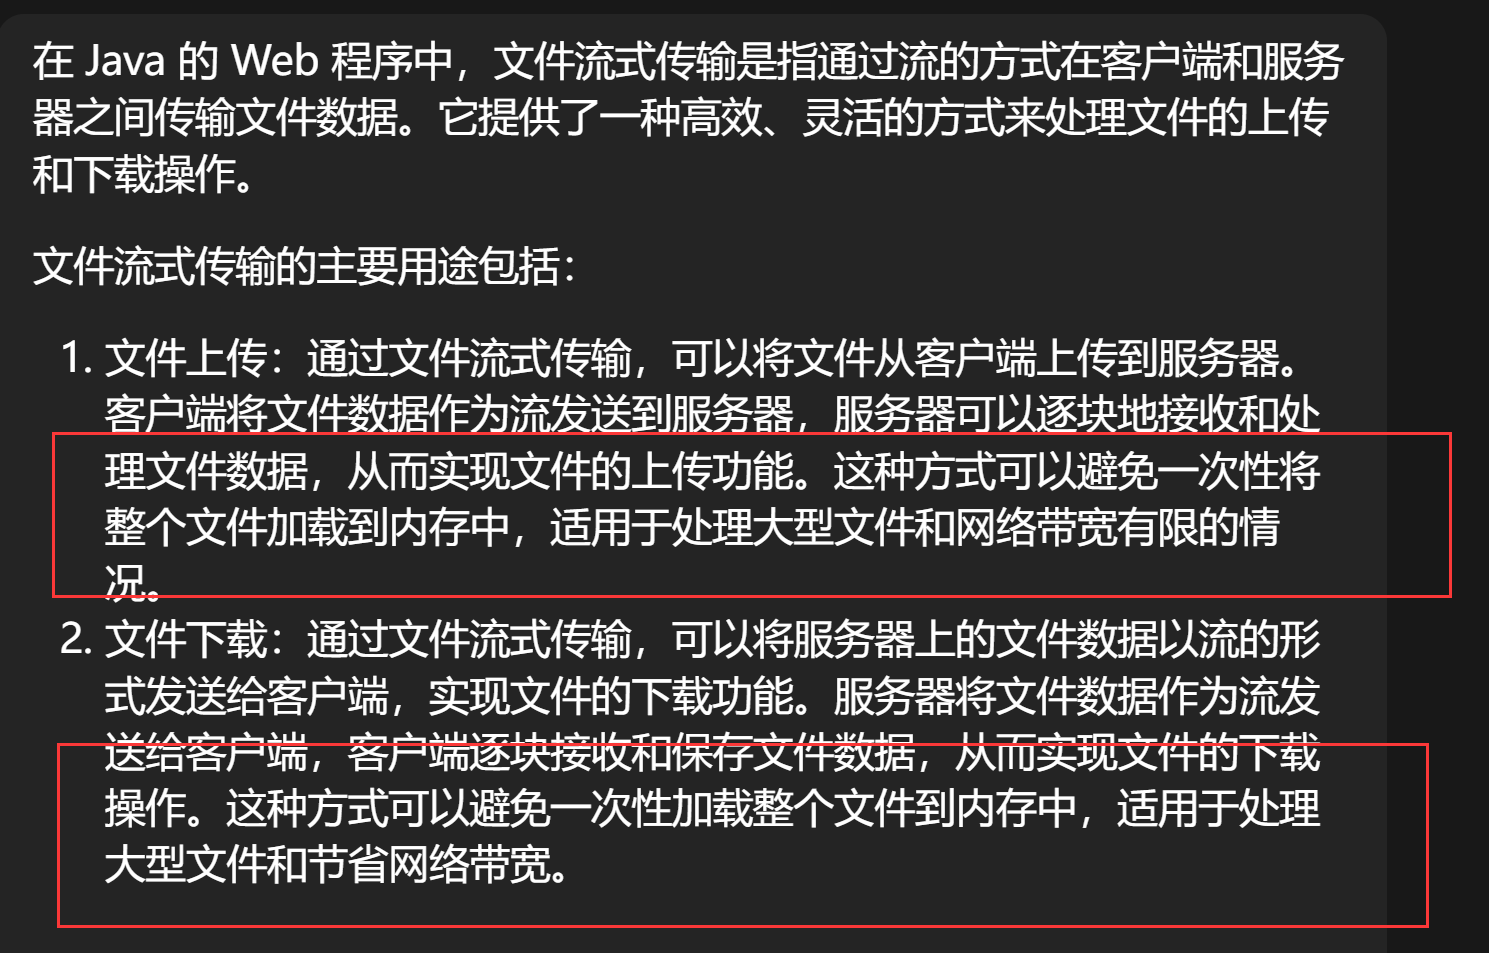 在 Java 的 Web 程序中，文件流式传输是指通过流的方式在客户端和服务
器之间传输文件数据。它提供了一种高效、灵活的方式来处理文件的上传
和下载操作。
文件流式传输的主要用途包括：
1. 文件上传：通过文件流式传输，可以将文件从客户端上传到服务器。
客户端将文件数据作为流发送到服务器，服务器可以逐块地接收和处
理文件数据，从而实现文件的上传功能。这种方式可以避免一次性将
整个文件加载到内存中，适用于处理大型文件和网络带宽有限的情
况。
2. 文件下载：通过文件流式传输，可以将服务器上的文件数据以流的形
式发送给客户端，实现文件的下载功能。服务器将文件数据作为流发
送给客户端，客户端逐块接收和保存文件数据，从而实现文件的下载
操作。这种方式可以避免一次性加载整个文件到内存中，适用于处理
大型文件和节省网络带宽。